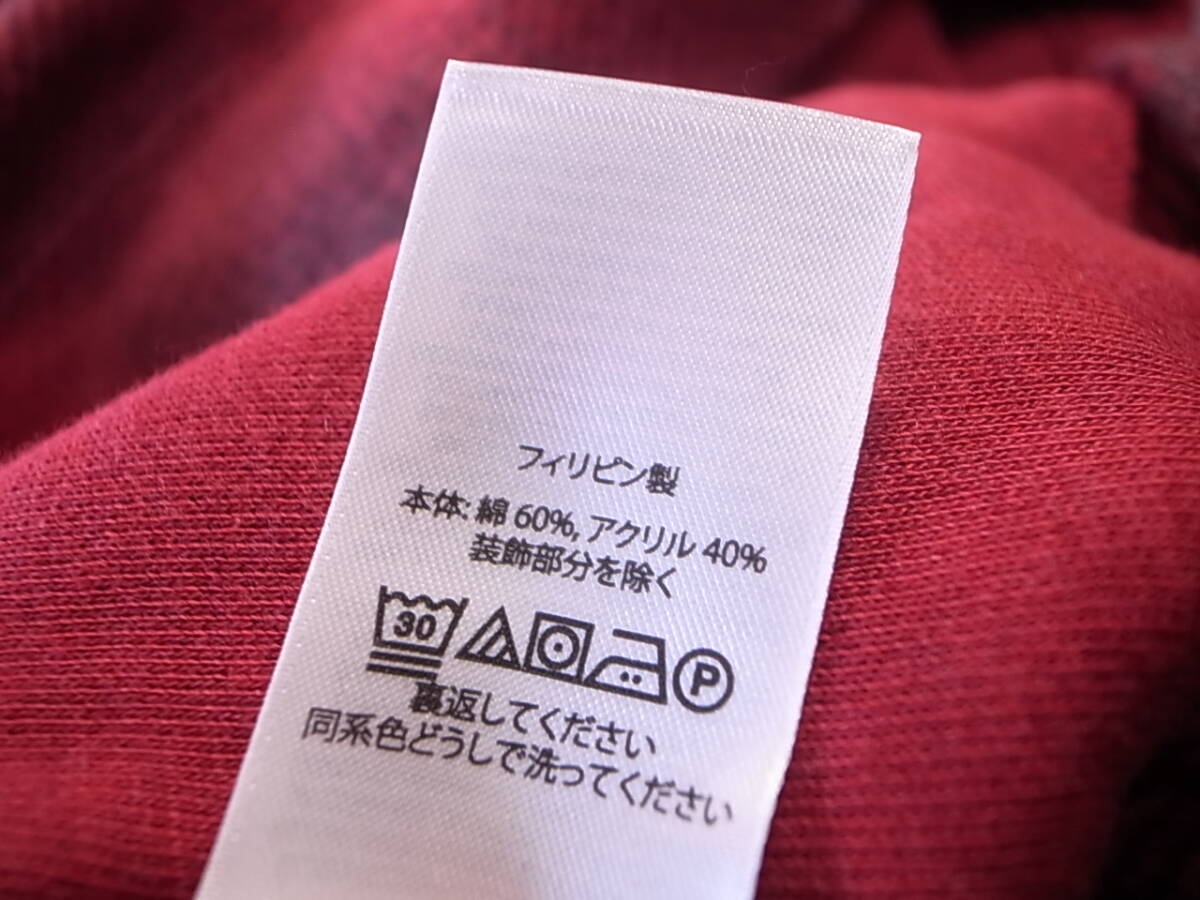 フィリピン製
本体: 綿 60%, アクリル 40%
装飾部分を除く
30 P
裏返してください
同系色どうしで洗ってください